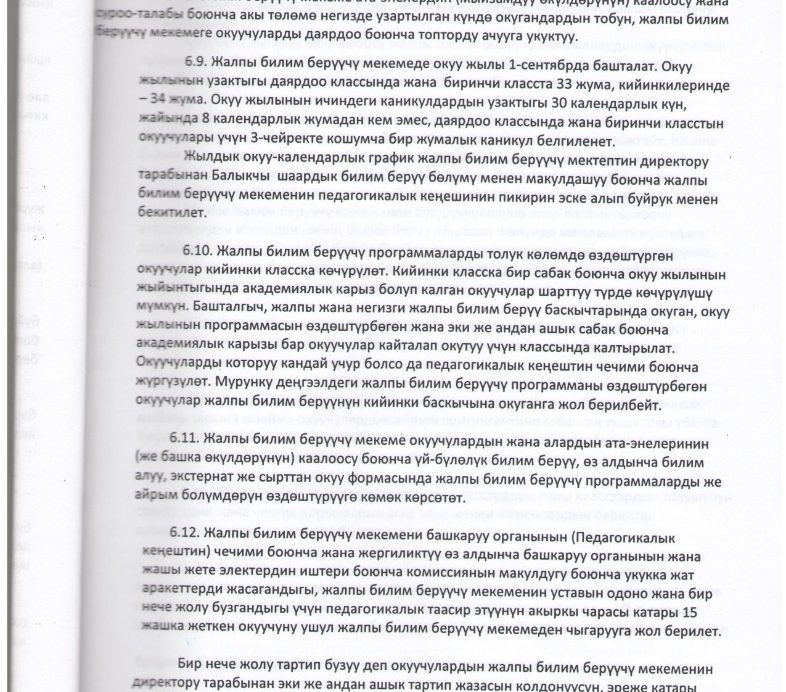 суроо-талабы боюнча акы төлөмө негизде узартылган күндө окугандардын тобун, жалпы билим
берүүчү мекемеге окуучуларды даярдоо боюнча топторду ачууга укуктуу.
6.9. Жалпы билим берүүчү мекемеде окуу жылы 1-сентябрда башталат. Окуу
жылынын узактыгы даярдоо классында жана биринчи класста 33 жума, кийинкилеринде
– 34 жума. Окуу жылынын ичиндеги каникулдардын узактыгы 30 календарлык күн,
жайында 8 календарлык жумадан кем эмес, даярдоо классында жана биринчи класстын
окуучулары үчүн 3-чейректе кошумча бир жумалык каникул белгиленет.
Жылдык окуу-календарлык график жалпы билим берүүчү мектептин директору
тарабынан Балыкчы шаардык билим берүү бөлүмү менен макулдашуу боюнча жалпы
билим берүүчү мекеменин педагогикалык кеңешинин пикирин эске алып буйрук менен
бекитилет.
6.10. Жалпы билим берүүчү программаларды толук көлөмдө өздөштүргөн
окуучулар кийинки класска көчүрүлөт. Кийинки класска бир сабак боюнча окуу жылынын
жыйынтыгында академиялык карыз болуп калган окуучулар шарттуу түрдө көчүрүлүшү
мүмкүн. Башталгыч, жалпы жана негизги жалпы билим берүү баскычтарында окуган, окуу
жылынын программасын өздөштүрбөгөн жана эки же андан ашык сабак боюнча
академиялык карызы бар окуучулар кайталап окутуу үчүн классында калтырылат.
Окуучуларды которуу кандай учур болсо да педагогикалык кеңештин чечими боюнча
жүргүзүлөт. Мурунку деңгээлдеги жалпы билим берүүчү программаны өздөштүрбөгөн
окуучулар жалпы билим берүүнүн кийинки баскычына окуганга жол берилбейт.
6.11. Жалпы билим берүүчү мекеме окуучулардын жана алардын ата-энелеринин
(же башка өкүлдөрүнүн) каалоосу боюнча үй-бүлөлүк билим берүү, өз алдынча билим
алуу, экстернат же сырттан окуу формасында жалпы билим берүүчү программаларды же
айрым бөлүмдөрүн өздөштүрүүгө көмөк көрсөтөт.
6.12. Жалпы билим берүүчү мекемени башкаруу органынын (Педагогикалык
кеңештин) чечими боюнча жана жергиликтүү өз алдынча башкаруу органынын жана
жашы жете электердин иштери боюнча комиссиянын макулдугу боюнча укукка жат
аракеттерди жасагандыгы, жалпы билим берүүчү мекеменин уставын одоно жана бир
нече жолу бузгандыгы үчүн педагогикалык таасир этүүнүн акыркы чарасы катары 15
жашка жеткен окуучуну ушул жалпы билим берүүчү мекемеден чыгарууга жол берилет.
Бир нече жолу тартип бузуу деп окуучулардын жалпы билим берүүчү мекеменин
директору тарабынан эки же андан ашык тартип жазасын колдонуусун, эреже катары